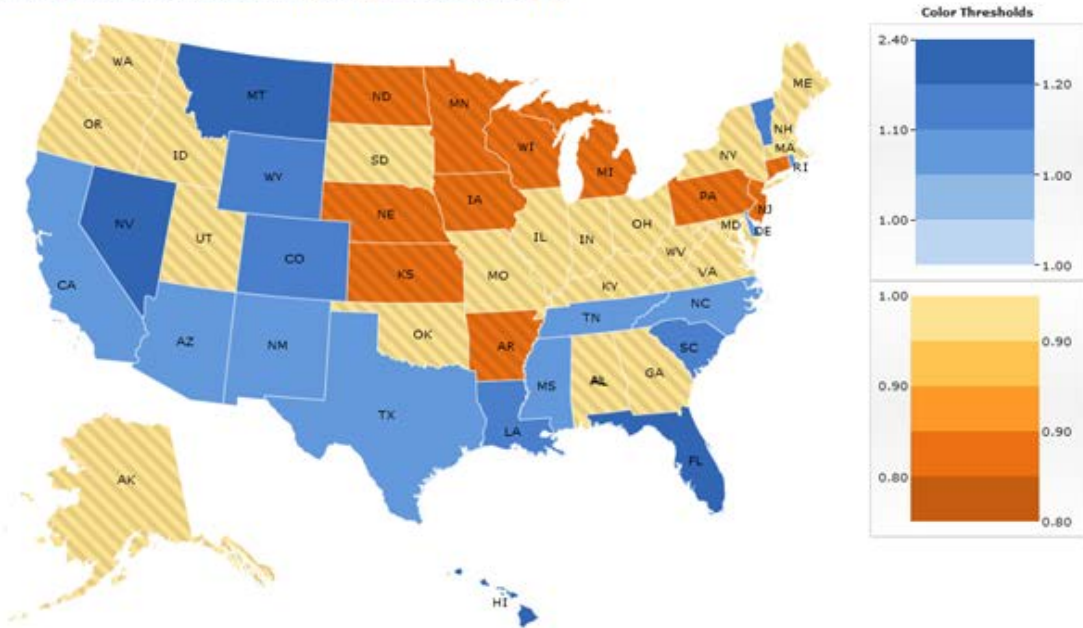 Color Thresholds
2.40
1.20
1.10
1.00
1.00
1.00
1.00
0.90
0.90
0.90
0.80
0.80
WA
OR
ID
MT
ND
MN
SD
WY
NE
IA
WI
MI
NY
ME
NH
MA
RI
PA
NJ
MD
DE
OH
WV
VA
IN
IL
KY
MO
KS
CO
UT
NV
CA
AZ
NM
OK
AR
TN
NC
SC
GA
AL
MS
LA
TX
FL
AK
HI